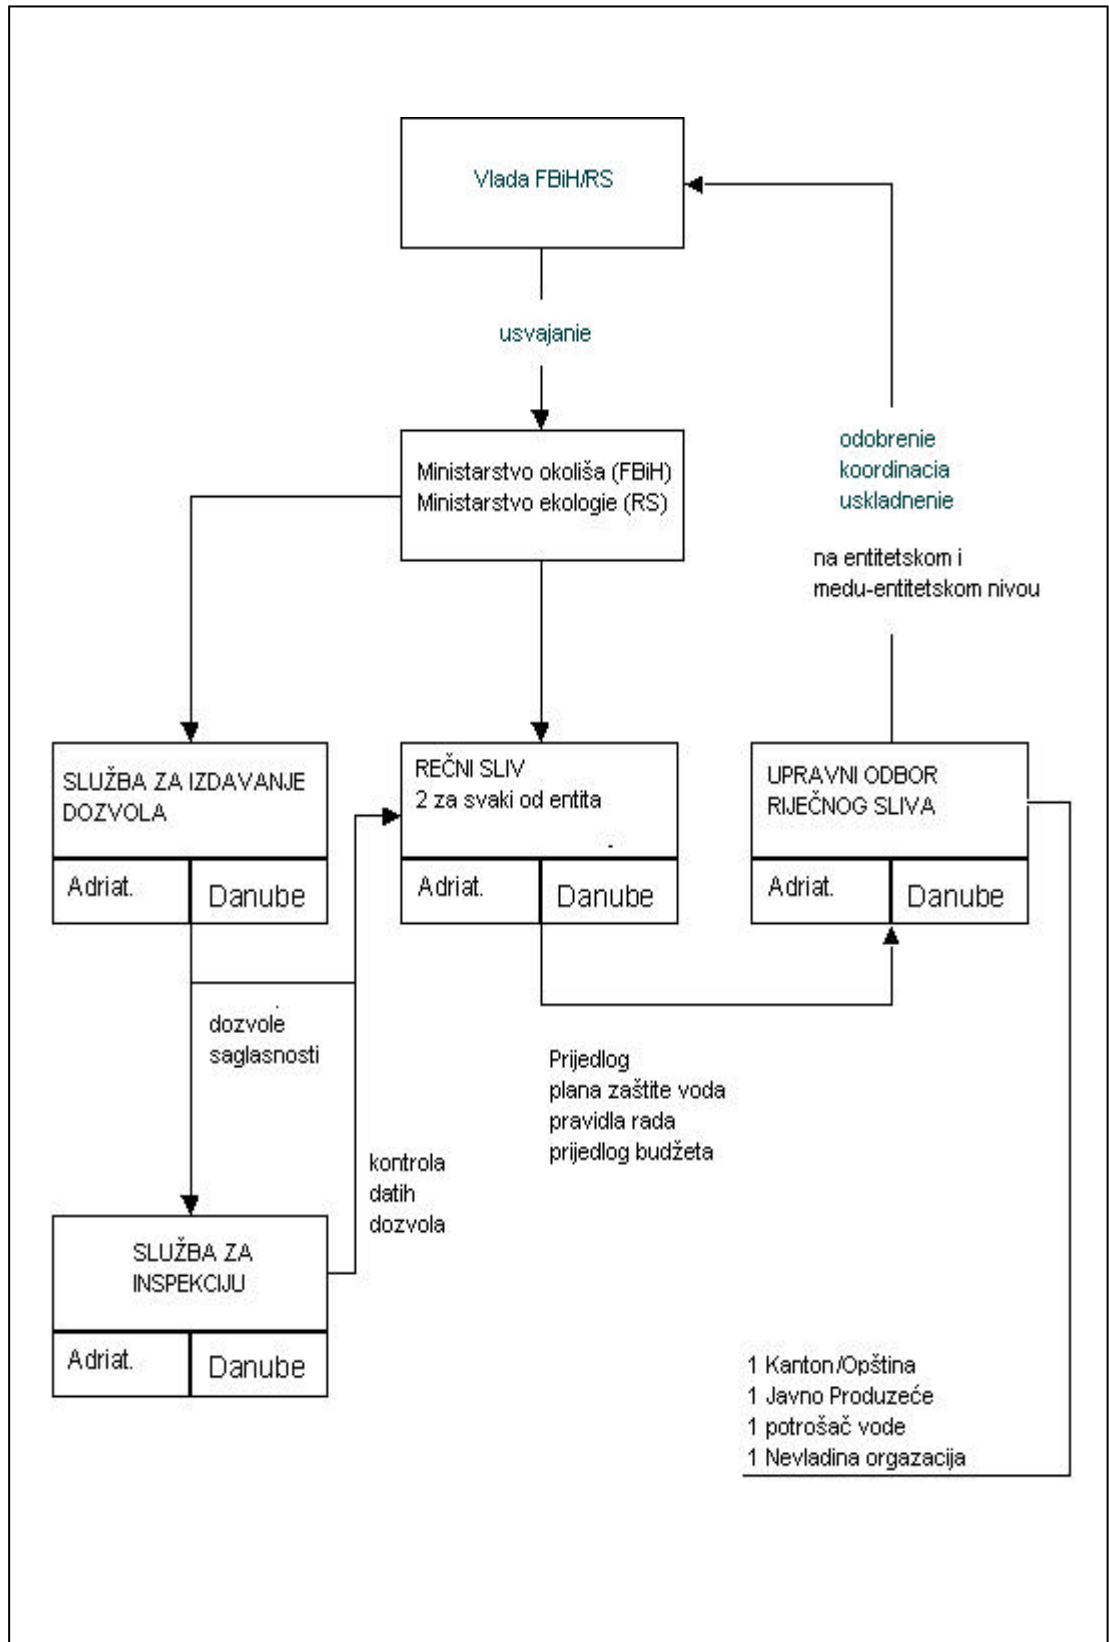 Vlada FBiH/RS
usvajanie
Ministarstvo okoliša (FBiH)
Ministarstvo ekologie (RS)
odobrenie
koordinacia
uskladnenie
na entitetskom i
medu-entitetskom nivou
SLUŽBA ZA IZDAVANJE
DOZVOLA
Adriat.
Danube
REČNI SLIV
2 za svaki od entita
Adriat.
Danube
UPRAVNI ODBOR
RIJEČNOG SLIVA
Adriat.
Danube
dozvole
saglasnosti
Prijedlog
plana zaštite voda
pravidla rada
prijedlog budžeta
kontrola
datih
dozvola
SLUŽBA ZA
INSPEKCIJU
Adriat.
Danube
1 Kanton/Opština
1 Javno Produzeće
1 potrošač vode
1 Nevladina orgazacija